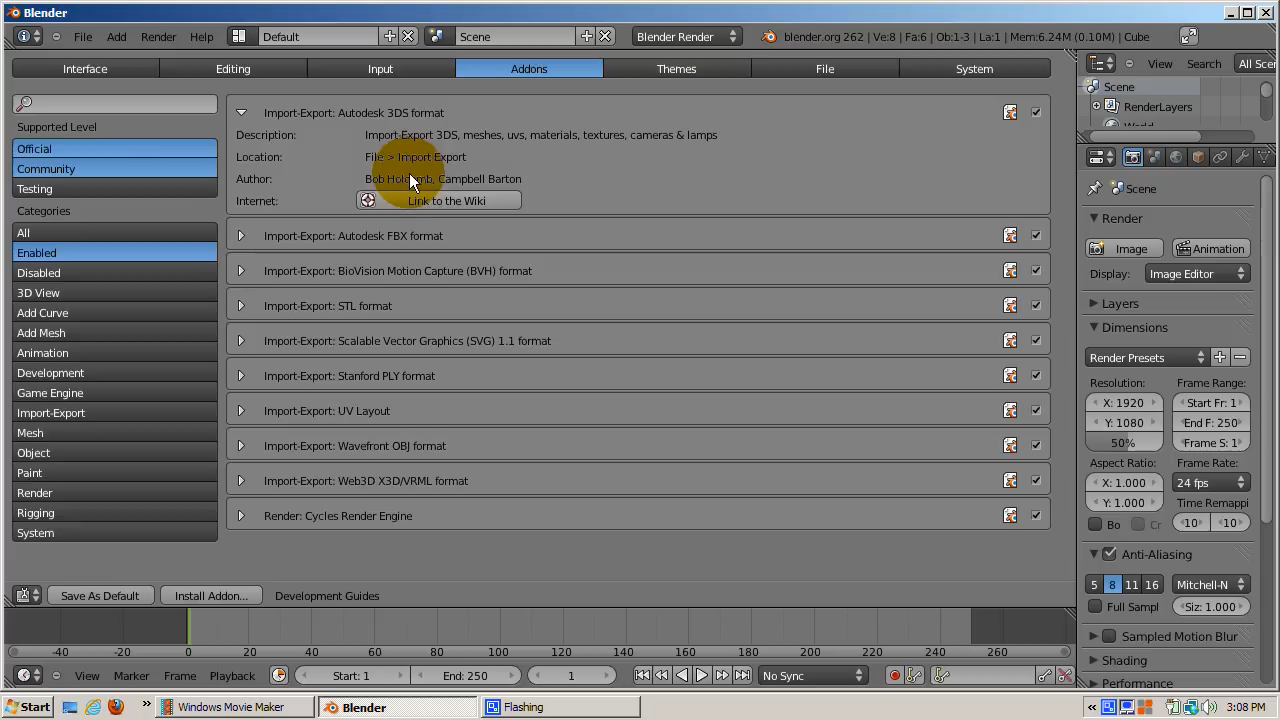 Blender
File Add Render Help Default Scene Blender Render blender.org 262 | Ve:8 | Fa:6 | Ob:1-3 | La:1 | Mem:6.24M (0.10M) | Cube
Interface Editing Input Addons Themes File System
View Search All Sce
Supported Level
Official
Community
Testing
Categories
All
Enabled
Disabled
3D View
Add Curve
Add Mesh
Animation
Development
Game Engine
Import-Export
Mesh
Object
Paint
Render
Rigging
System
Import-Export: Autodesk 3DS format
Description: Import-Export 3DS, meshes, uvs, materials, textures, cameras & lamps
Location: File > Import-Export
Author: Bob Holcomb, Campbell Barton
Internet: Link to the Wiki
Import-Export: Autodesk FBX format
Import-Export: BioVision Motion Capture (BVH) format
Import-Export: STL format
Import-Export: Scalable Vector Graphics (SVG) 1.1 format
Import-Export: Stanford PLY format
Import-Export: UV Layout
Import-Export: Wavefront OBJ format
Import-Export: Web3D X3D/VRML format
Render: Cycles Render Engine
Save As Default Install Addon... Development Guides
Scene
RenderLayers
World
Scene
Render
Image Animation
Display: Image Editor
Layers
Dimensions
Render Presets
Resolution: Frame Range:
X: 1920 Start Fr: 1
Y: 1080 End F: 250
50% Frame S: 1
Aspect Ratio: Frame Rate:
X: 1.000 24 fps
Y: 1.000 Time Remappi
Bo Cr 10 10
Anti-Aliasing
5 8 11 16 Mitchell-N
Full Sampl Siz: 1.000
Sampled Motion Blur
Shading
Performance
-40 -20 0 20 40 60 80 100 120 140 160 180 200 220 240 260
View Marker Frame Playback Start: 1 End: 250 1 No Sync
Start Windows Movie Maker Blender Flashing 3:08 PM